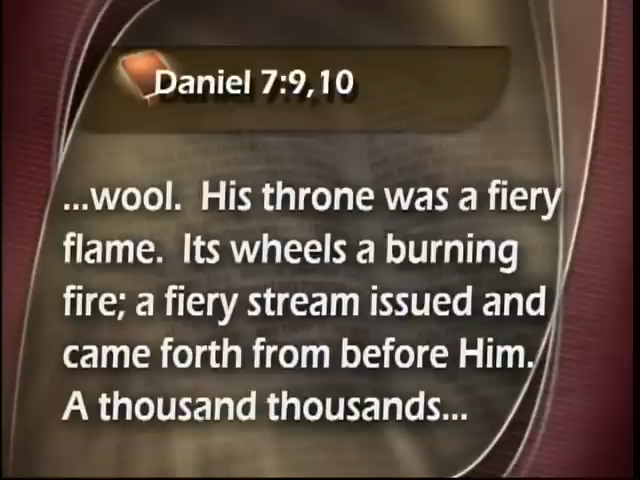 Daniel 7:9,10
...wool.  His throne was a fiery
flame.  Its wheels a burning
fire; a fiery stream issued and
came forth from before Him.
A thousand thousands...